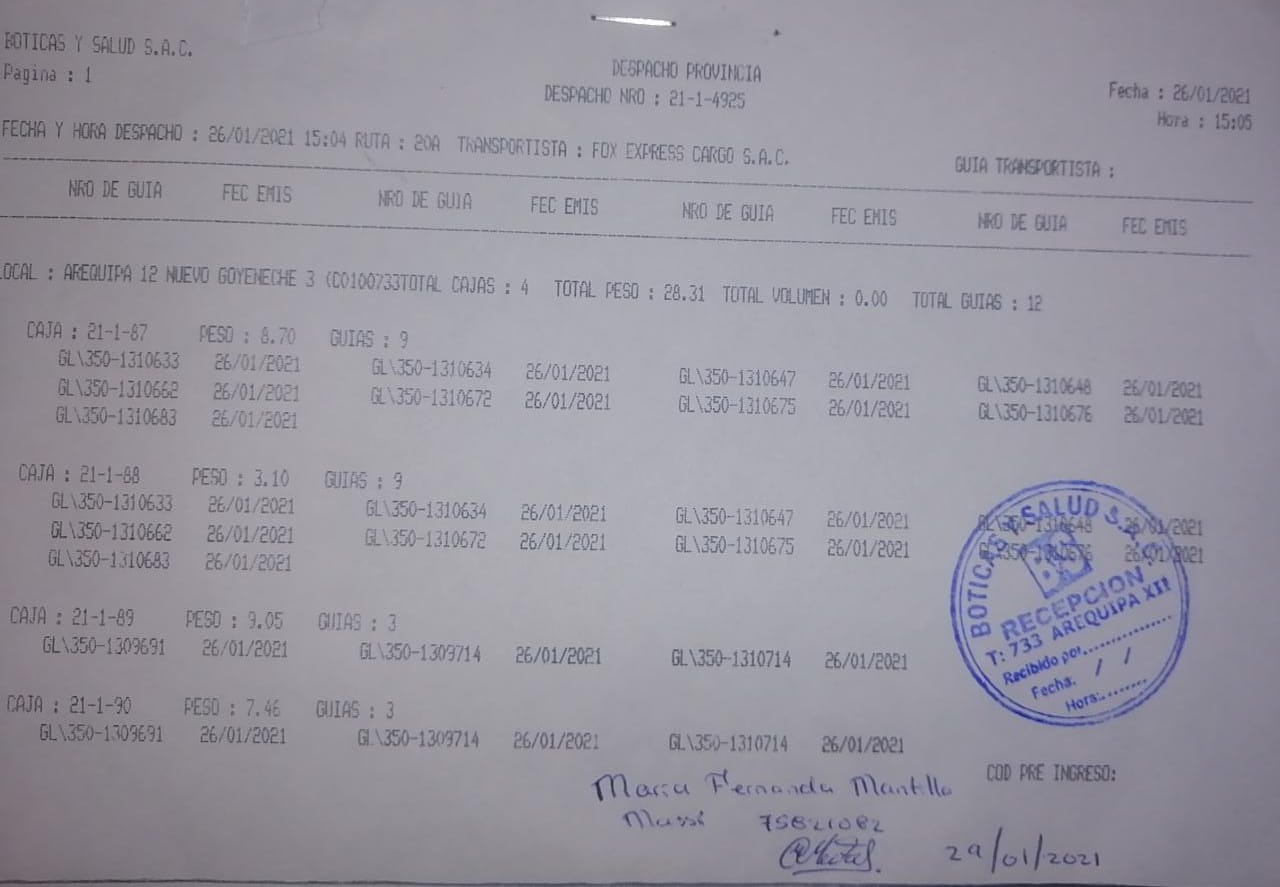 BOTICAS Y SALUD S.A.C.
Pagina : 1
DESPACHO PROVINCIA
DESPACHO NRO : 21-1-4925
Fecha : 26/01/2021
Hora : 15:05
FECHA Y HORA DESPACHO : 26/01/2021 15:04 RUTA : 20A TRANSPORTISTA : FOX EXPRESS CARGO S.A.C. GUIA TRANSPORTISTA :
NRO DE GUIA FEC EMIS NRO DE GUIA FEC EMIS NRO DE GUIA FEC EMIS NRO DE GUIA FEC EMIS
LOCAL : AREQUIPA 12 NUEVO GOYENECHE 3 (C0100733TOTAL CAJAS : 4 TOTAL PESO : 28.31 TOTAL VOLUMEN : 0.00 TOTAL GUIAS : 12
CAJA : 21-1-87 PESO : 8.70 GUIAS : 9
GL\350-1310633 26/01/2021 GL\350-1310634 26/01/2021 GL\350-1310647 26/01/2021 GL\350-1310648 26/01/2021
GL\350-1310662 26/01/2021 GL\350-1310672 26/01/2021 GL\350-1310675 26/01/2021 GL\350-1310676 26/01/2021
GL\350-1310683 26/01/2021
CAJA : 21-1-88 PESO : 3.10 GUIAS : 9
GL\350-1310633 26/01/2021 GL\350-1310634 26/01/2021 GL\350-1310647 26/01/2021 GL\350-1310648 26/01/2021
GL\350-1310662 26/01/2021 GL\350-1310672 26/01/2021 GL\350-1310675 26/01/2021 GL\350-1310676 26/01/2021
GL\350-1310683 26/01/2021
CAJA : 21-1-89 PESO : 9.05 GUIAS : 3
GL\350-1309691 26/01/2021 GL\350-1309714 26/01/2021 GL\350-1310714 26/01/2021
CAJA : 21-1-90 PESO : 7.46 GUIAS : 3
GL\350-1309691 26/01/2021 GL\350-1309714 26/01/2021 GL\350-1310714 26/01/2021
BOTICAS Y SALUD S.A.C.
RECEPCION
T: 733 AREQUIPA XII
Recibido por.................
Fecha: / /
Hora:........
COD PRE INGRESO:
Maria Fernanda Mantilla
Mussi 75821082
29/01/2021